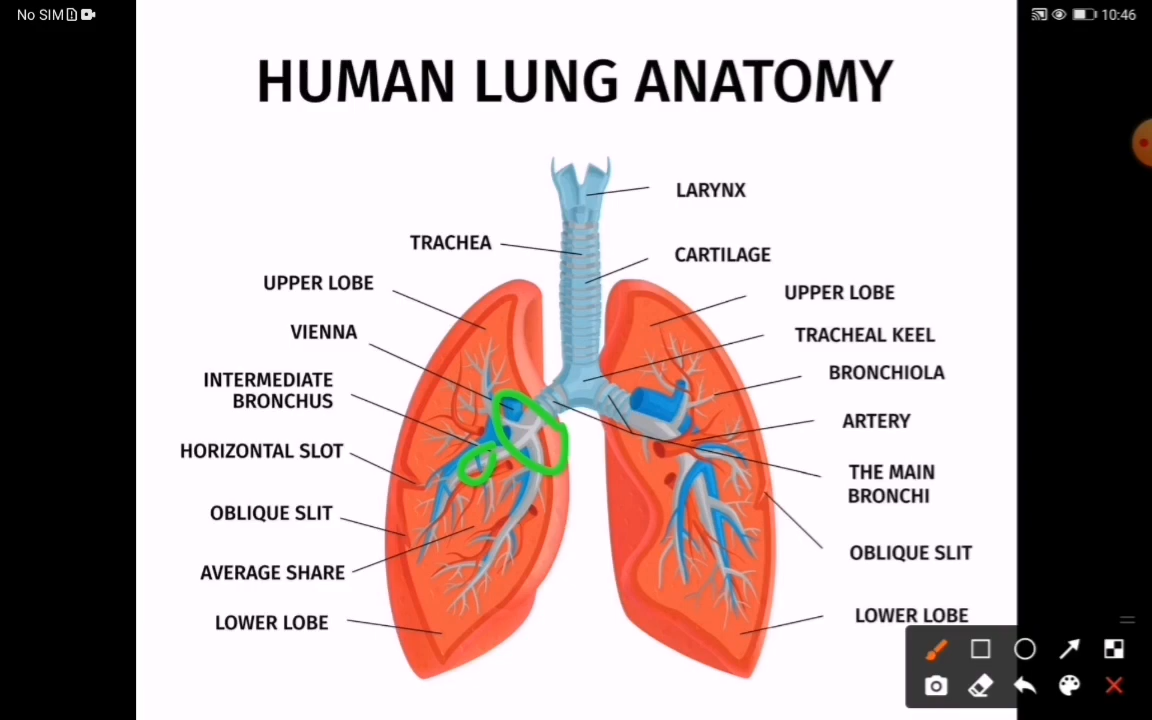 No SIM
10:46
HUMAN LUNG ANATOMY
LARYNX
TRACHEA
CARTILAGE
UPPER LOBE
UPPER LOBE
VIENNA
TRACHEAL KEEL
INTERMEDIATE
BRONCHUS
BRONCHIOLA
ARTERY
HORIZONTAL SLOT
THE MAIN
BRONCHI
OBLIQUE SLIT
OBLIQUE SLIT
AVERAGE SHARE
LOWER LOBE
LOWER LOBE